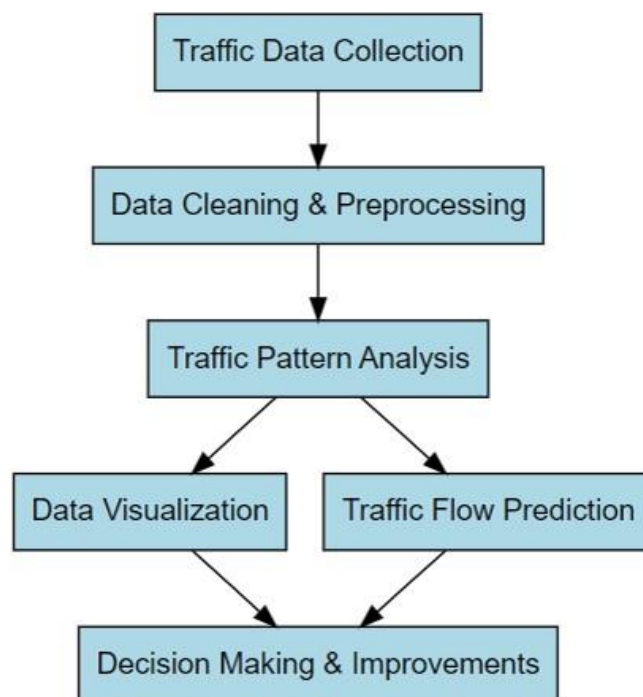 Traffic Data Collection
Data Cleaning & Preprocessing
Traffic Pattern Analysis
Data Visualization
Traffic Flow Prediction
Decision Making & Improvements